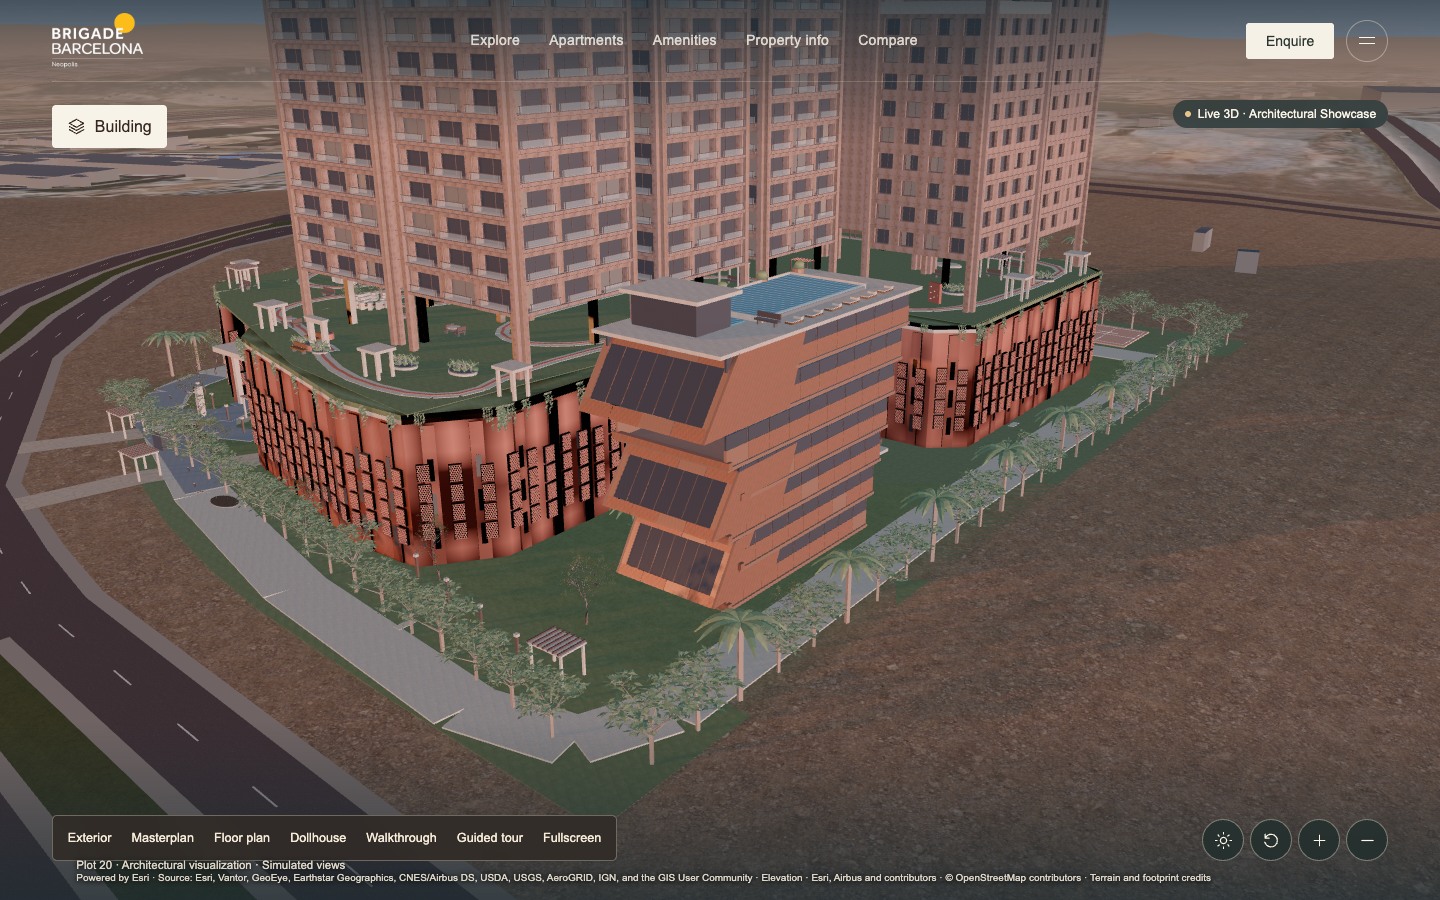 BRIGADE
BARCELONA
Neopolis
Explore Apartments Amenities Property info Compare
Enquire
Building
Live 3D · Architectural Showcase
Exterior Masterplan Floor plan Dollhouse Walkthrough Guided tour Fullscreen
Plot 20 · Architectural visualization · Simulated views
Powered by Esri · Source: Esri, Vantor, GeoEye, Earthstar Geographics, CNES/Airbus DS, USDA, USGS, AeroGRID, IGN, and the GIS User Community · Elevation · Esri, Airbus and contributors · © OpenStreetMap contributors · Terrain and footprint credits